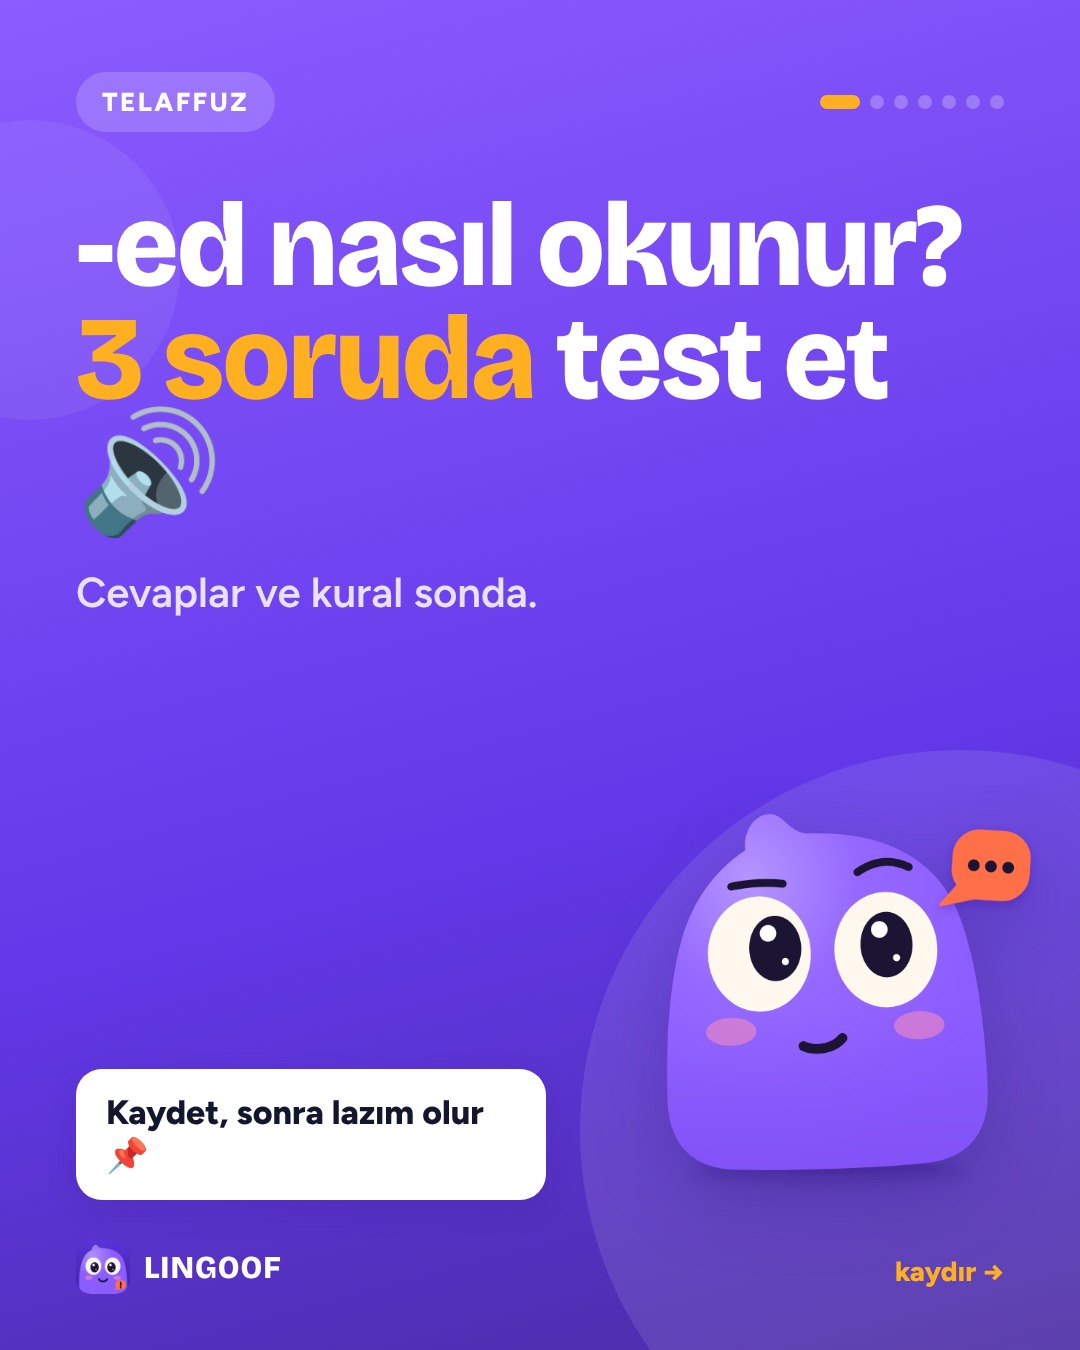 TELAFFUZ
-ed nasıl okunur?
3 soruda test et
🔊
Cevaplar ve kural sonda.
Kaydet, sonra lazım olur
📌
LINGOOF
kaydır →